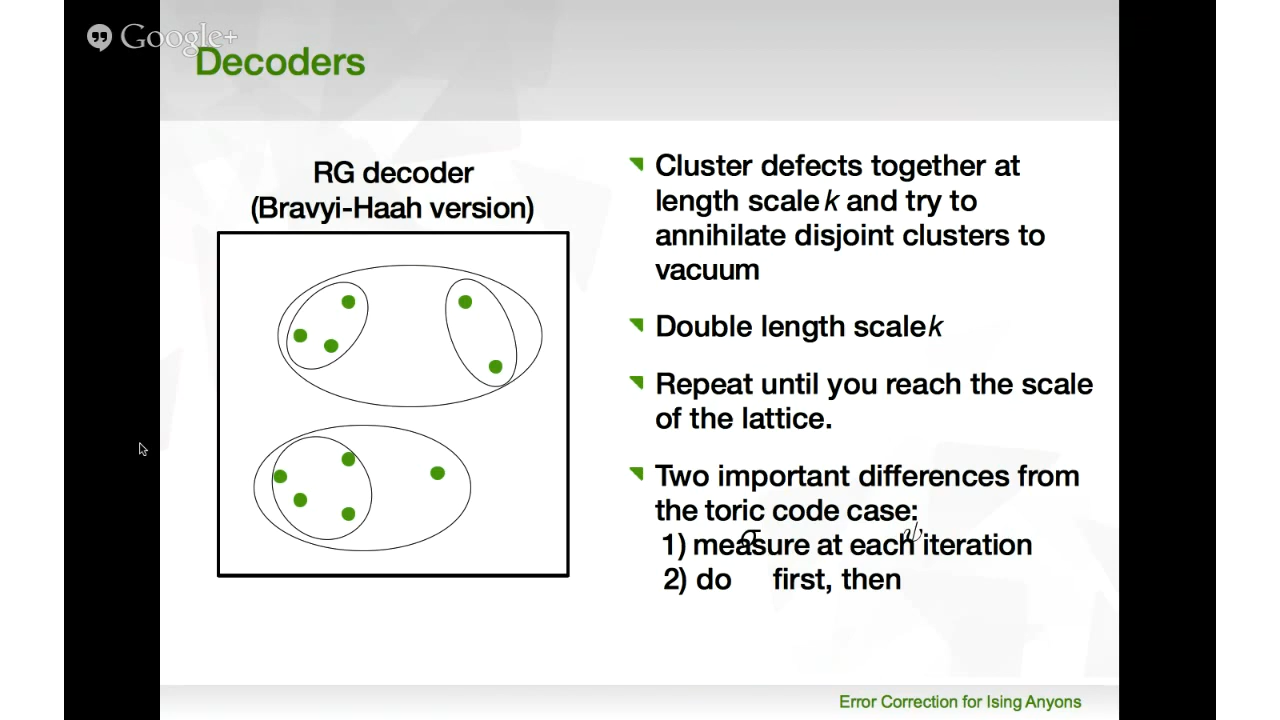 Google+
Decoders
RG decoder
(Bravyi-Haah version)
Cluster defects together at
length scale k and try to
annihilate disjoint clusters to
vacuum
Double length scale k
Repeat until you reach the scale
of the lattice.
Two important differences from
the toric code case:
1) measure at each iteration
σ ψ
2) do first, then
Error Correction for Ising Anyons